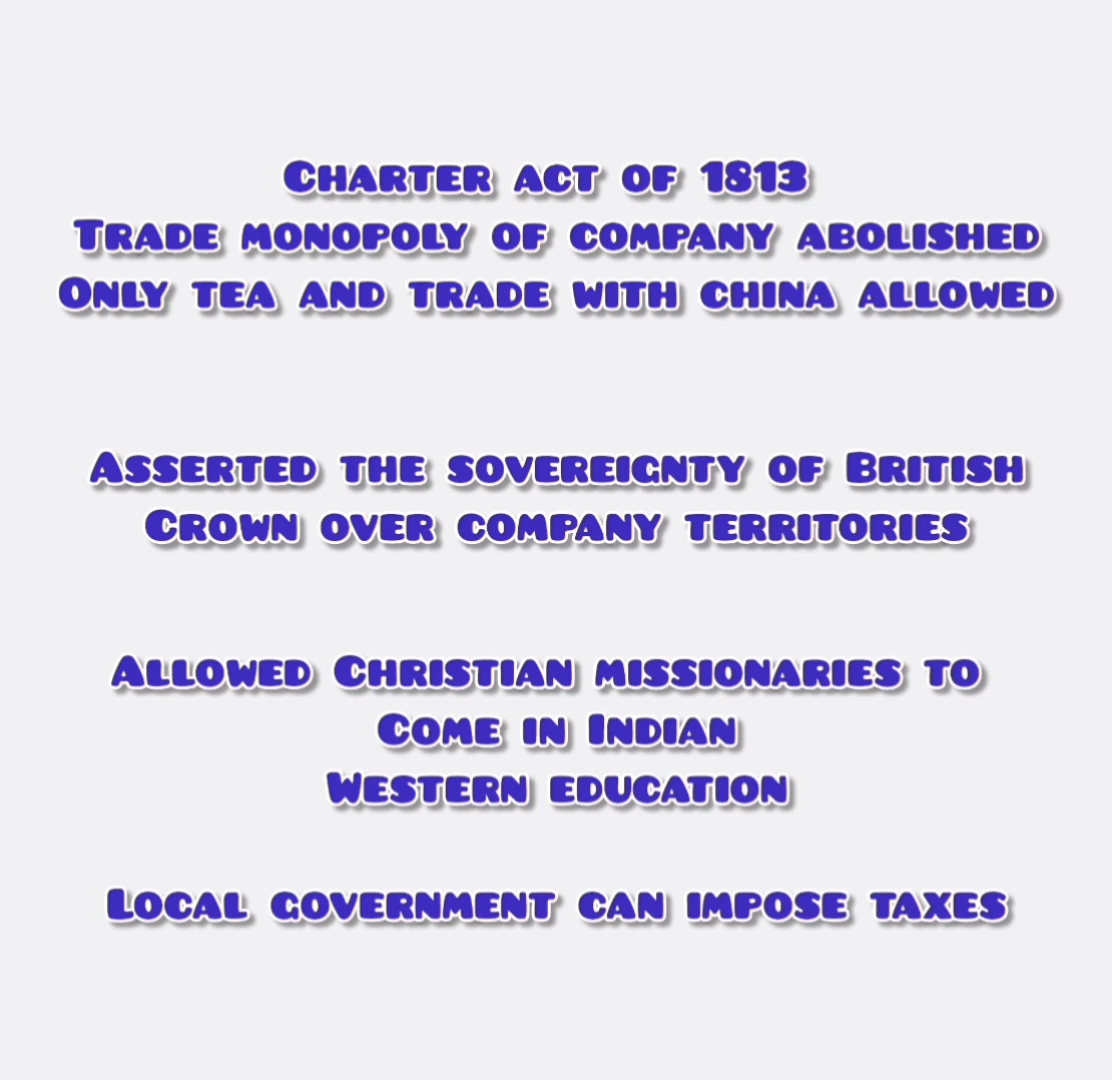 Charter act of 1813
Trade monopoly of company abolished
Only tea and trade with china allowed
Asserted the sovereignty of British
Crown over company territories
Allowed Christian missionaries to
Come in Indian
Western education
Local government can impose taxes